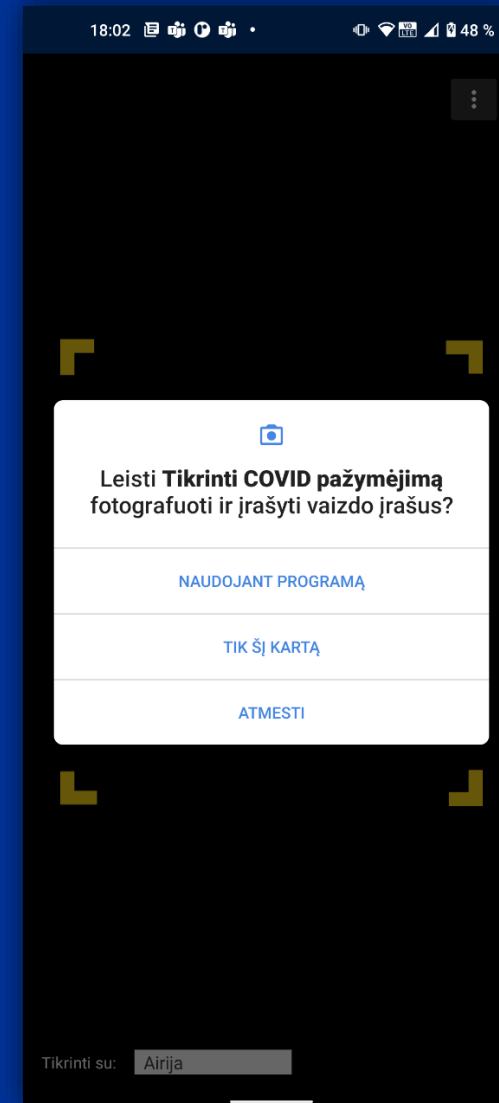 18:02 48 %
Leisti Tikrinti COVID pažymėjimą
fotografuoti ir įrašyti vaizdo įrašus?
NAUDOJANT PROGRAMĄ
TIK ŠĮ KARTĄ
ATMESTI
Tikrinti su: Airija